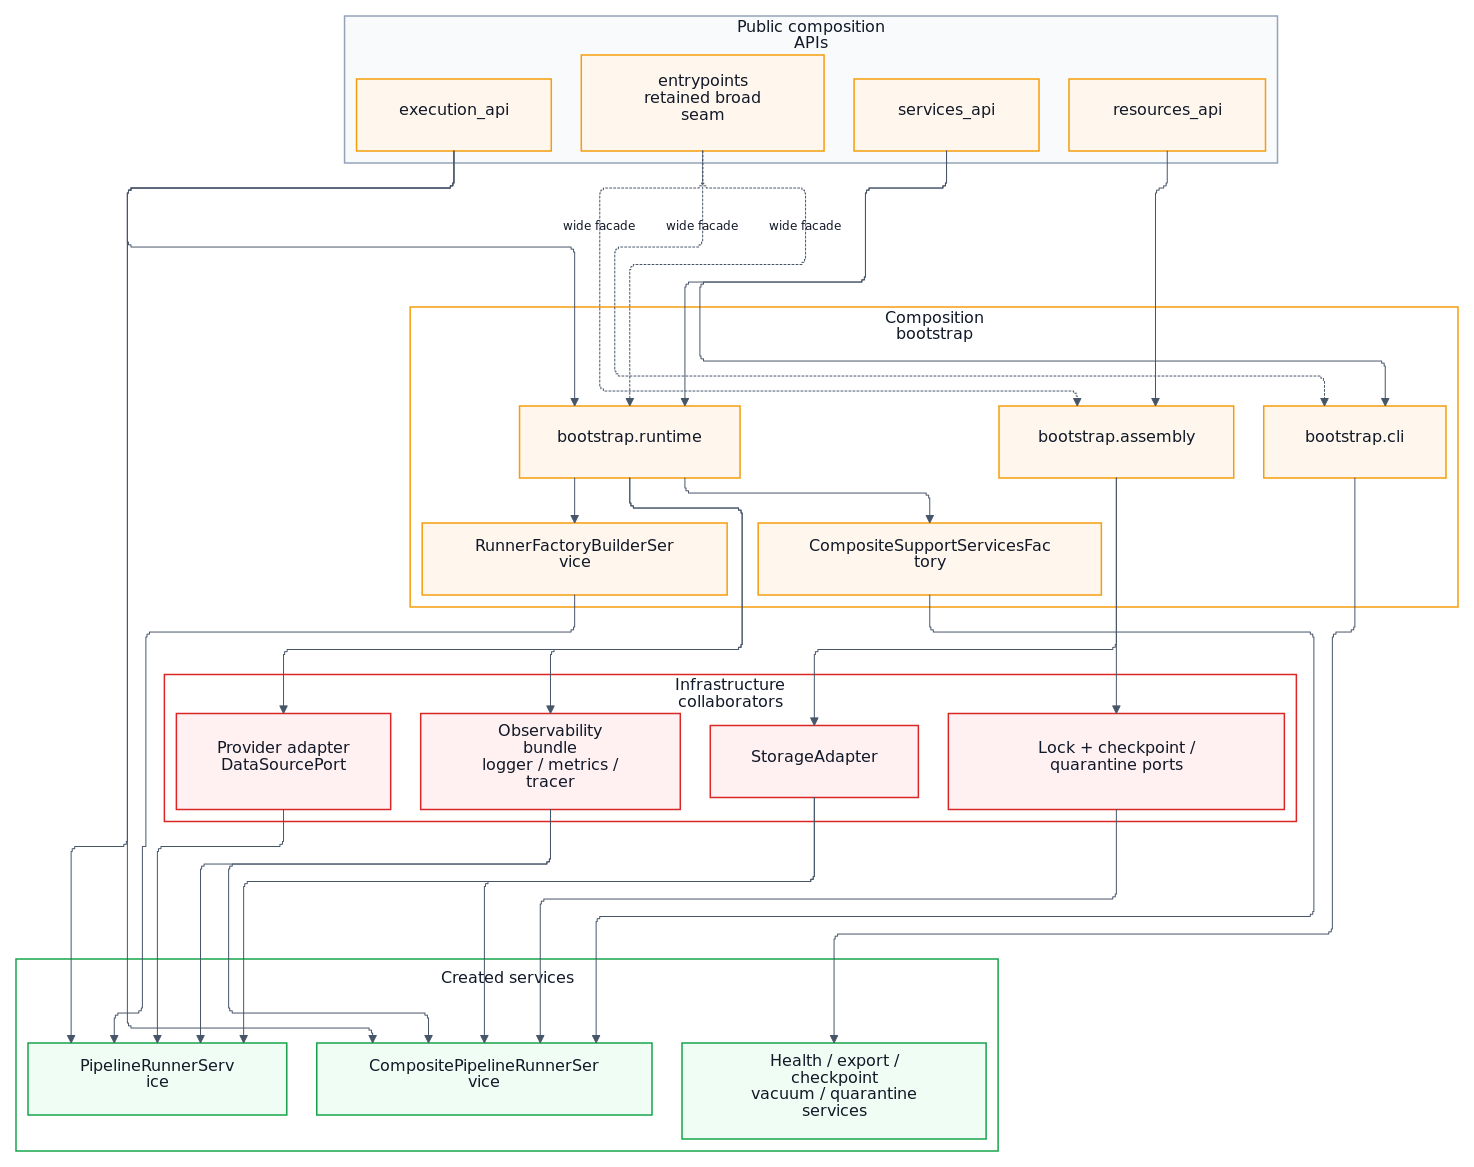 Public composition
APIs
execution_api
entrypoints
retained broad
seam
services_api
resources_api
wide facade
wide facade
wide facade
Composition
bootstrap
bootstrap.runtime
bootstrap.assembly
bootstrap.cli
RunnerFactoryBuilderSer
vice
CompositeSupportServicesFac
tory
Infrastructure
collaborators
Provider adapter
DataSourcePort
Observability
bundle
logger / metrics /
tracer
StorageAdapter
Lock + checkpoint /
quarantine ports
Created services
PipelineRunnerServ
ice
CompositePipelineRunnerSer
vice
Health / export /
checkpoint
vacuum / quarantine
services